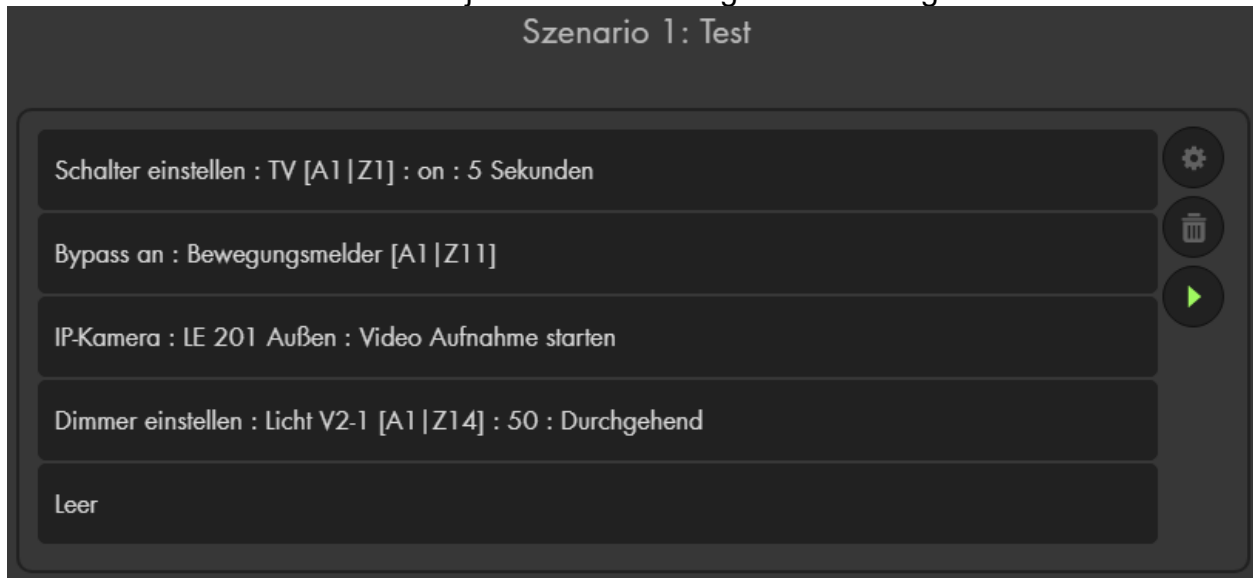 Szenario 1: Test
Schalter einstellen : TV [A1|Z1] : on : 5 Sekunden
Bypass an : Bewegungsmelder [A1|Z11]
IP-Kamera : LE 201 Außen : Video Aufnahme starten
Dimmer einstellen : Licht V2-1 [A1|Z14] : 50 : Durchgehend
Leer